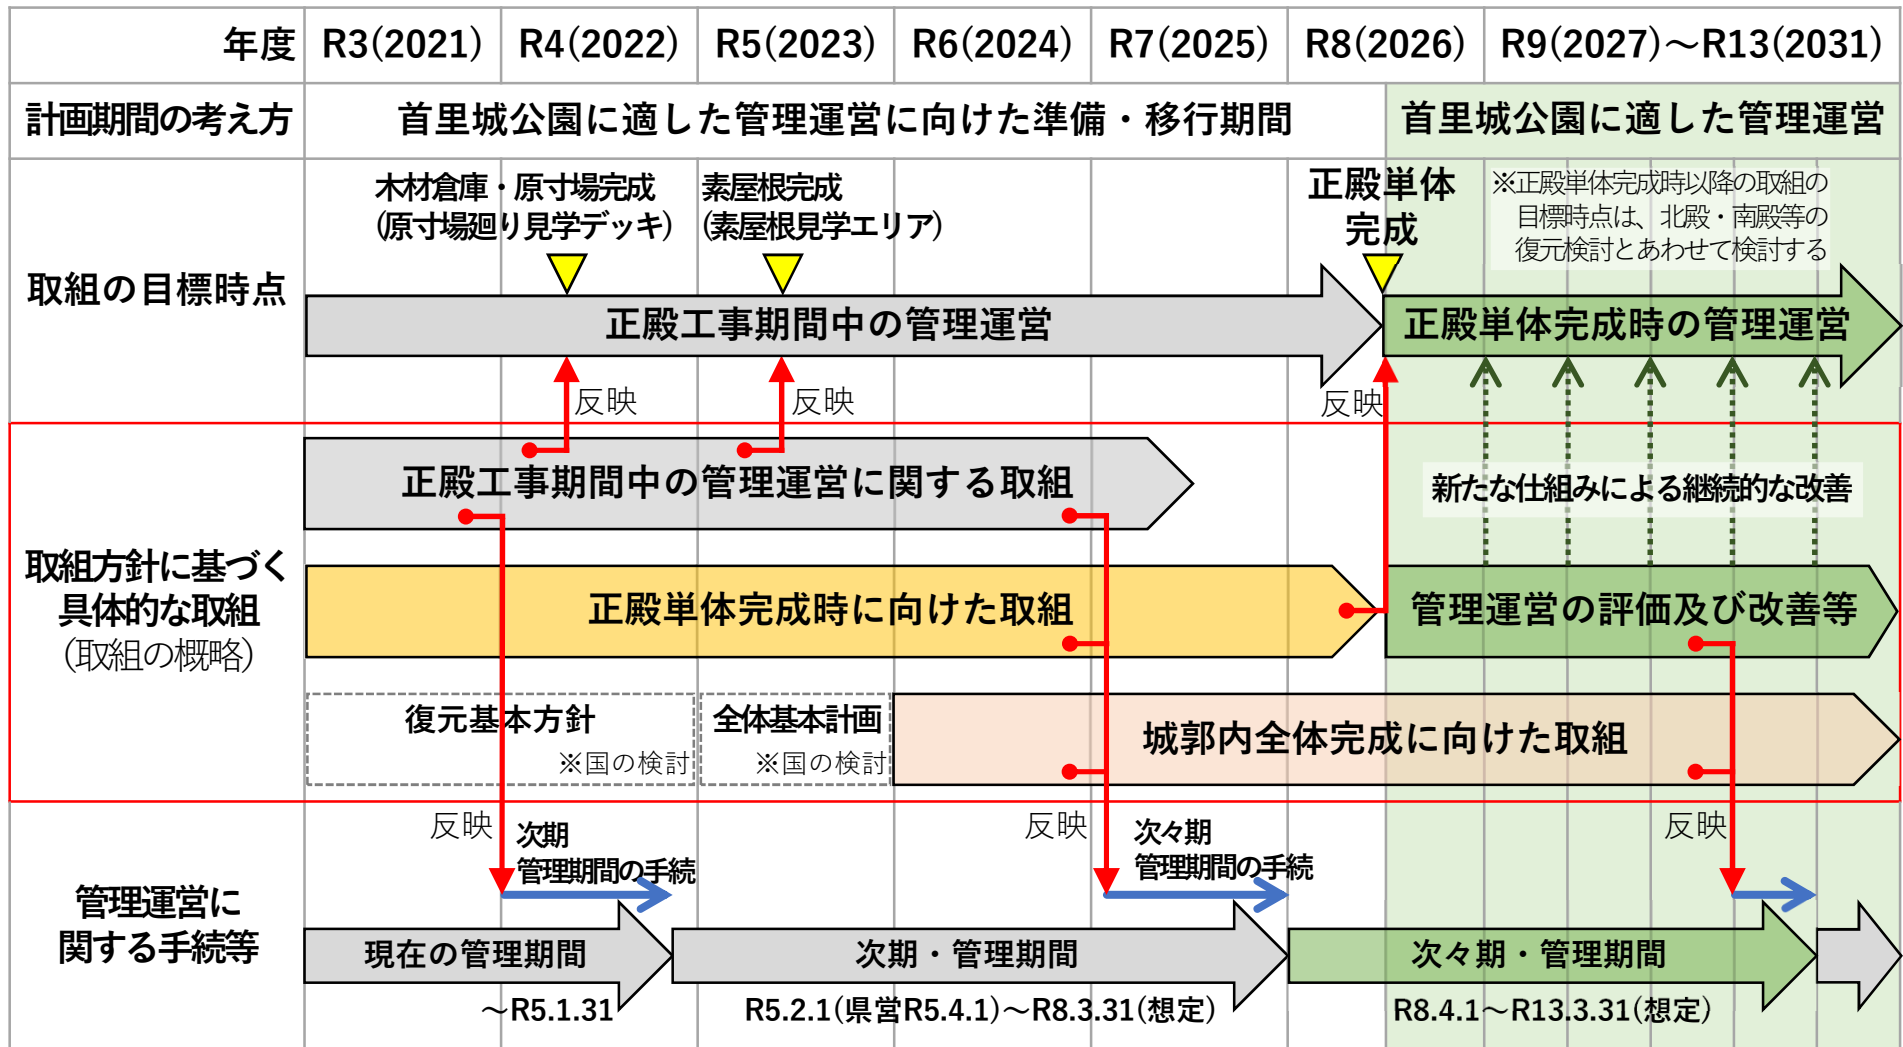 年度 R3(2021) R4(2022) R5(2023) R6(2024) R7(2025) R8(2026) R9(2027)～R13(2031)
計画期間の考え方 首里城公園に適した管理運営に向けた準備・移行期間 首里城公園に適した管理運営
取組の目標時点
木材倉庫・原寸場完成
(原寸場廻り見学デッキ)
素屋根完成
(素屋根見学エリア)
正殿単体
完成
※正殿単体完成時以降の取組の
目標時点は、北殿・南殿等の
復元検討とあわせて検討する
正殿工事期間中の管理運営
正殿単体完成時の管理運営
反映
反映
反映
取組方針に基づく
具体的な取組
(取組の概略)
正殿工事期間中の管理運営に関する取組
新たな仕組みによる継続的な改善
正殿単体完成時に向けた取組
管理運営の評価及び改善等
復元基本方針
※国の検討
全体基本計画
※国の検討
城郭内全体完成に向けた取組
管理運営に
関する手続等
反映
次期
管理期間の手続
反映
次々期
管理期間の手続
反映
現在の管理期間
次期・管理期間
次々期・管理期間
～R5.1.31
R5.2.1(県営R5.4.1)～R8.3.31(想定)
R8.4.1～R13.3.31(想定)